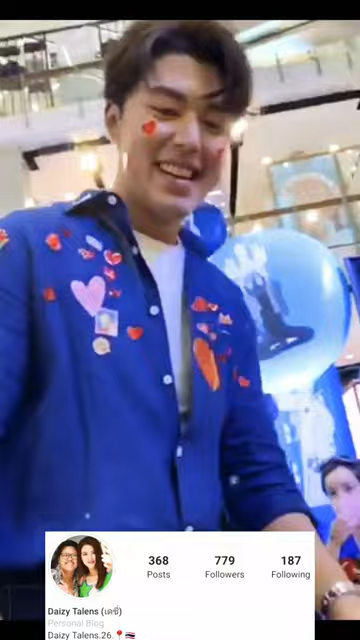 368 779 187
Posts Followers Following
Daizy Talens (เดซี่)
Personal Blog
Daizy Talens.26.📍🇹🇭